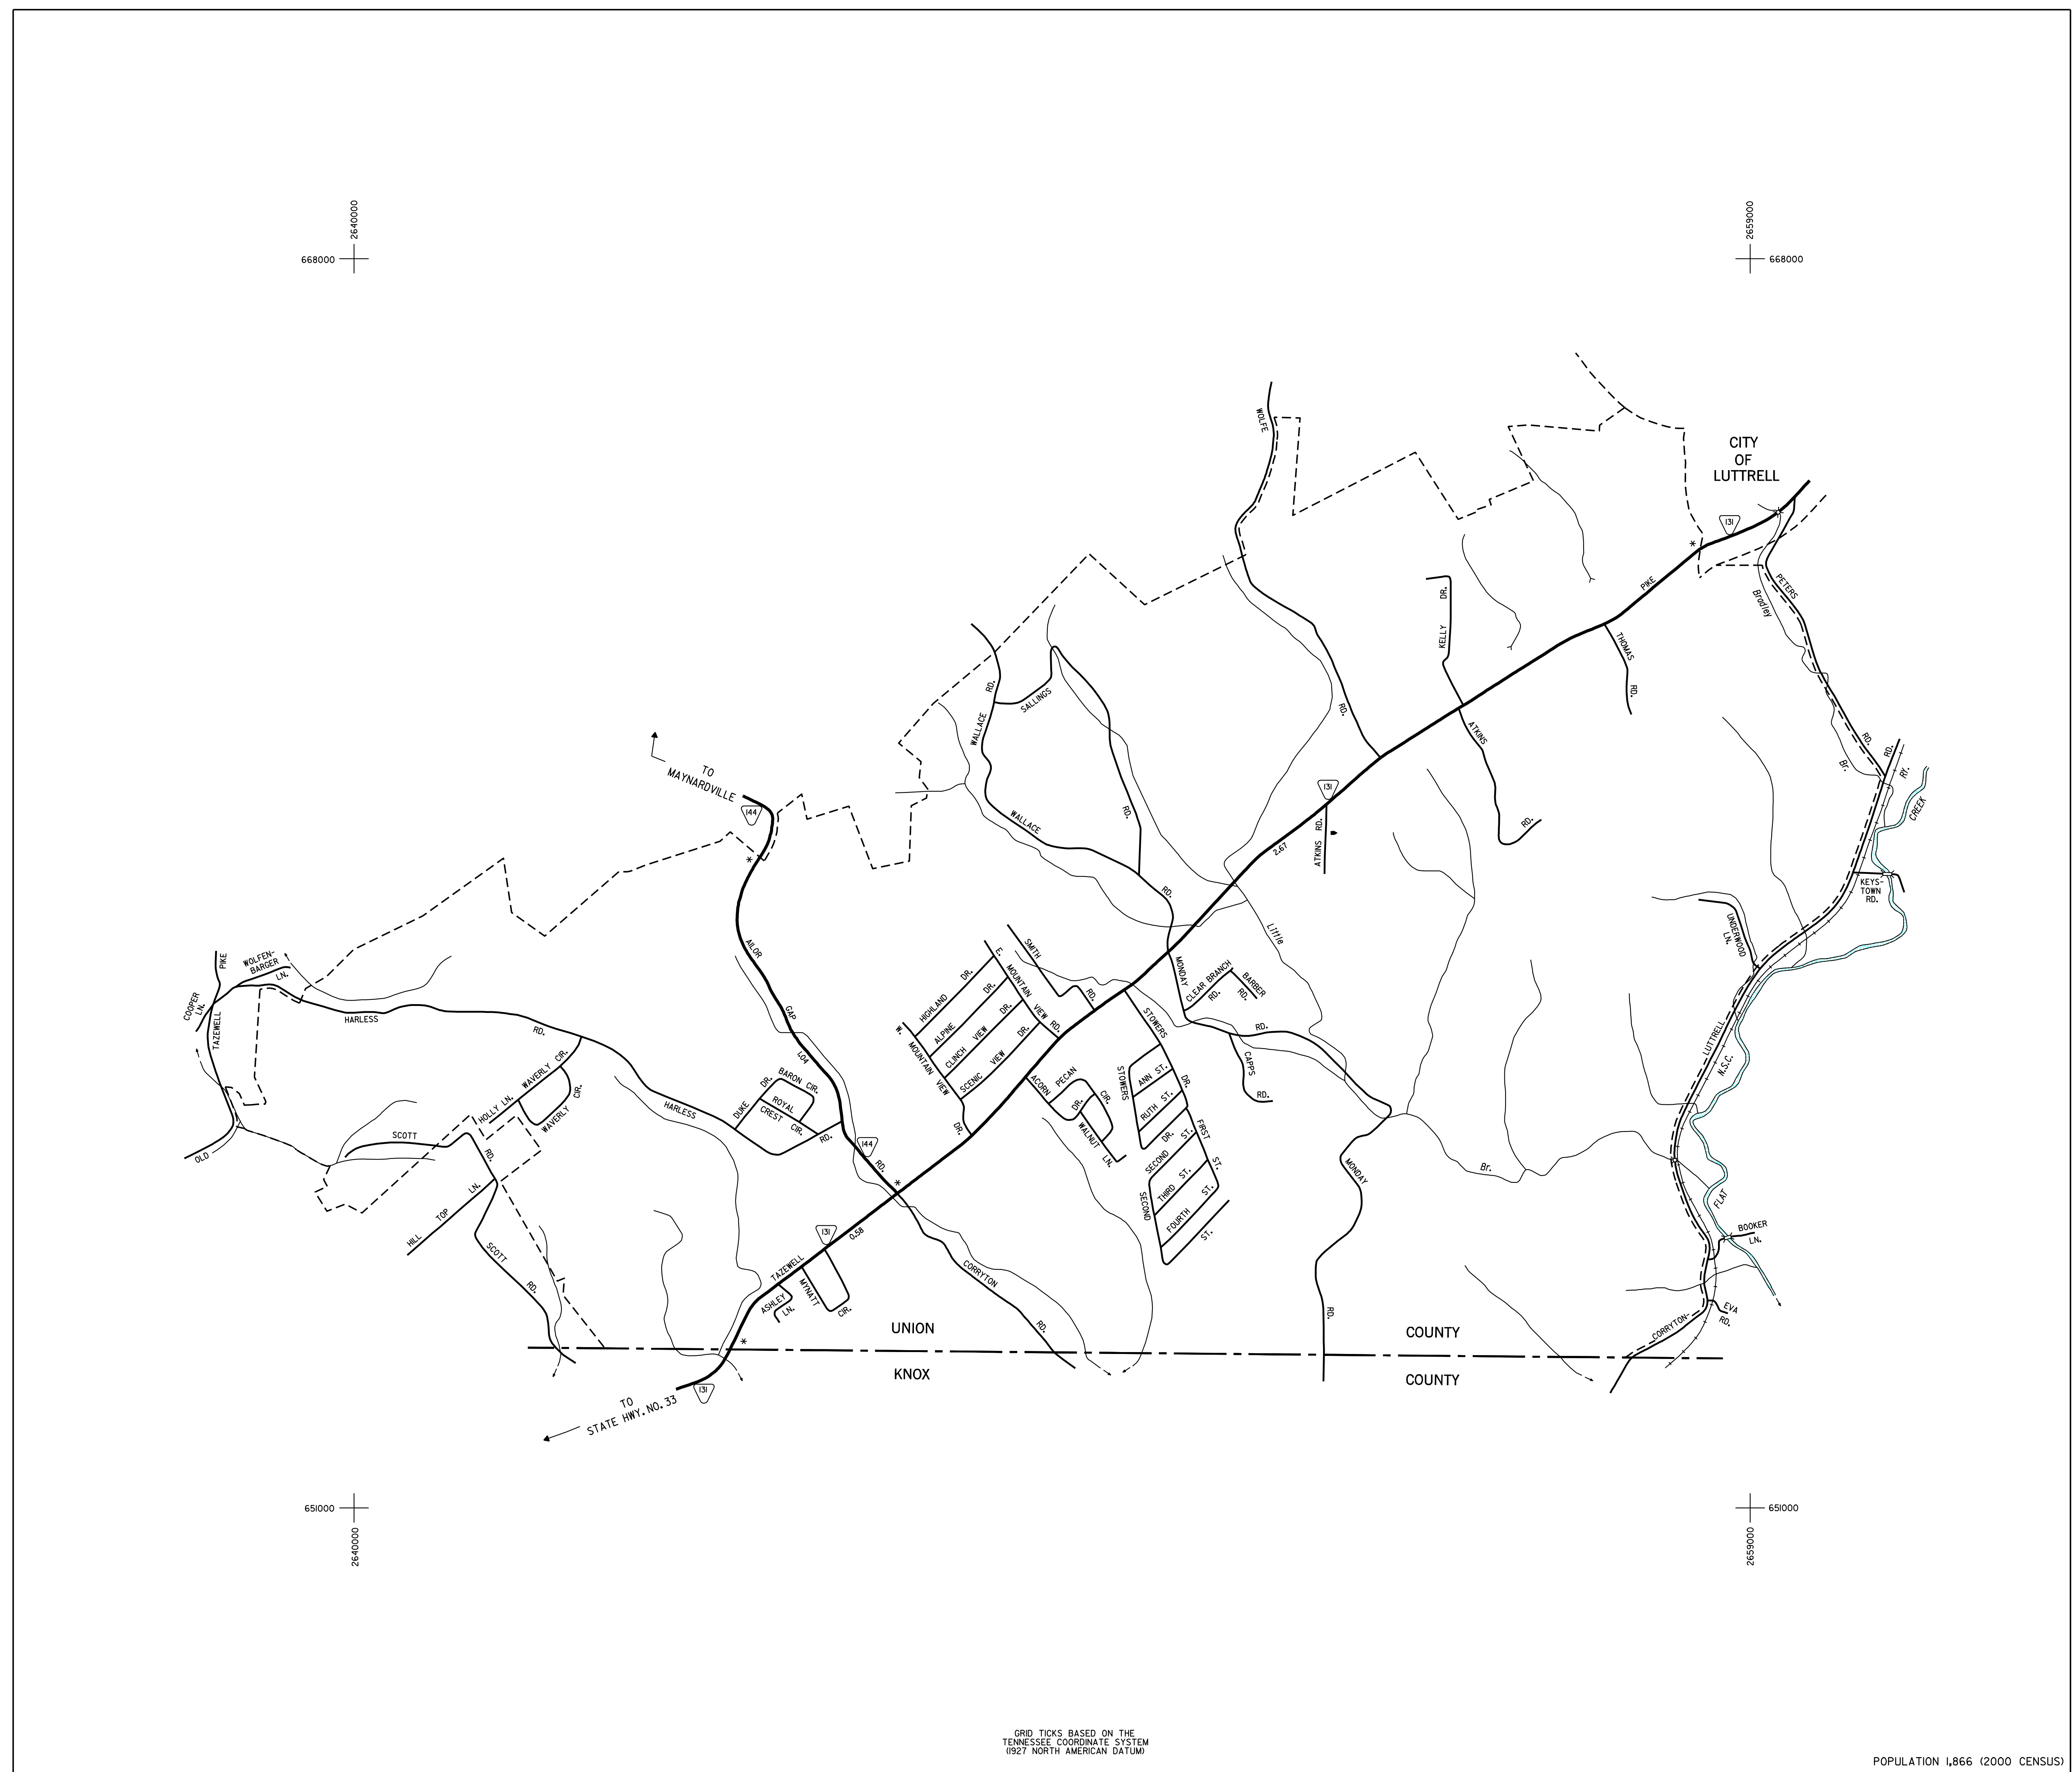 2640000
2659000
668000
668000
WOLFE
CITY
OF
LUTTRELL
131
*
PIKE
PETERS
Bradley
KELLY DR.
THOMAS
RD.
RD.
SALLINGS
WALLACE
RD.
ATKINS
RD.
RD.
RD.
RY.
Br.
TO
MAYNARDVILLE
144
131
CREEK
WALLACE
RD.
ATKINS RD.
RD.
2.67
*
KEYS-
TOWN
RD.
RD.
AILOR
Little
UNDERWOOD
LN.
PIKE
WOLFEN-
BARGER
LN.
SMITH
RD.
E.
MOUNTAIN
VIEW
RD.
MONDAY
CLEAR BRANCH
RD.
BARBER
RD.
COOPER
LN.
TAZEWELL
HARLESS
RD.
GAP
HIGHLAND DR.
ALPINE DR.
CLINCH VIEW DR.
SCENIC VIEW DR.
W.
MOUNTAIN
VIEW
DR.
STOWERS
DR.
RD.
1.04
LUTTRELL
N.S.C.
CAPPS
RD.
WAVERLY CIR.
HOLLY LN.
WAVERLY
CIR.
DUKE
DR.
BARON CIR.
ROYAL
CREST CIR.
RD.
HARLESS
ACORN
PECAN
CIR.
DR.
WALNUT
LN.
STOWERS
ANN ST.
RUTH ST.
DR.
FIRST
ST.
SECOND ST.
THIRD ST.
FOURTH ST.
SECOND
ST.
OLD
SCOTT
RD.
144
RD.
*
MONDAY
Br.
FLAT
HILL TOP LN.
SCOTT
RD.
131
0.58
BOOKER
LN.
TAZEWELL
CORRYTON
RD.
ASHLEY
LN.
MYNATT
CIR.
RD.
EVA
RD.
CORRYTON-
*
UNION
COUNTY
KNOX
COUNTY
131
TO
STATE HWY. NO. 33
651000
651000
2640000
2659000
GRID TICKS BASED ON THE
TENNESSEE COORDINATE SYSTEM
(1927 NORTH AMERICAN DATUM)
POPULATION 1,866 (2000 CENSUS)